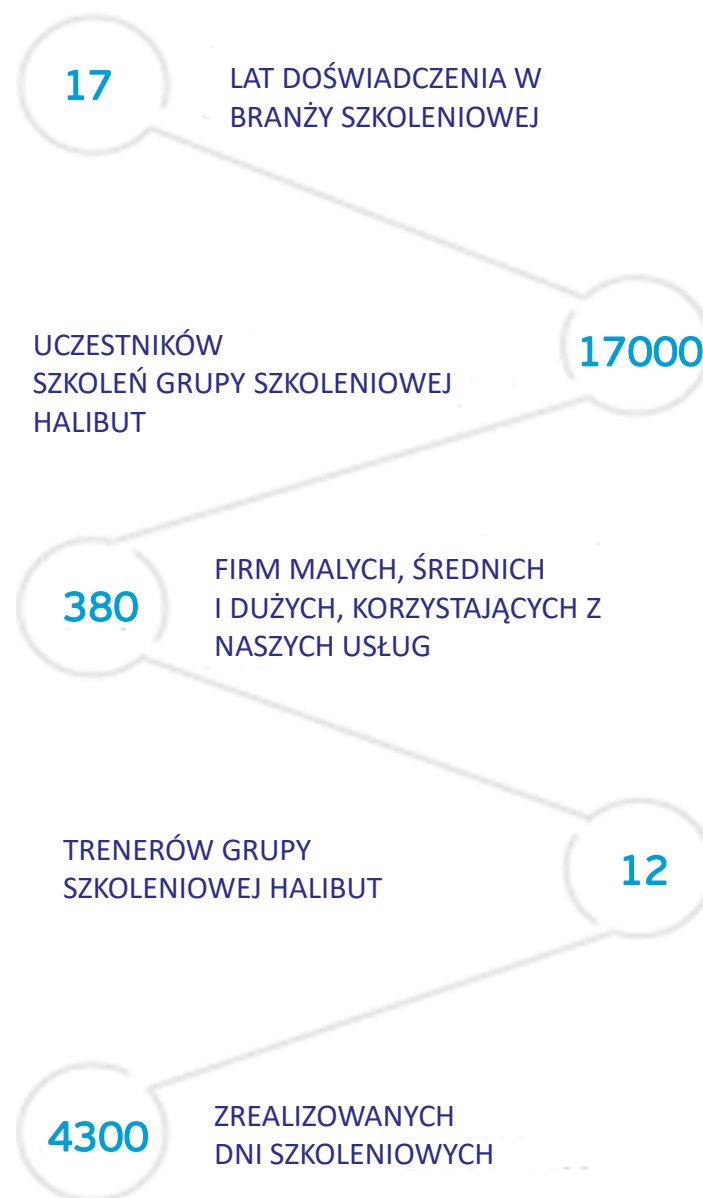 17
LAT DOŚWIADCZENIA W
BRANŻY SZKOLENIOWEJ
UCZESTNIKÓW
SZKOLEŃ GRUPY SZKOLENIOWEJ
HALIBUT
17000
380
FIRM MALYCH, ŚREDNICH
I DUŻYCH, KORZYSTAJĄCYCH Z
NASZYCH USŁUG
TRENERÓW GRUPY
SZKOLENIOWEJ HALIBUT
12
4300
ZREALIZOWANYCH
DNI SZKOLENIOWYCH